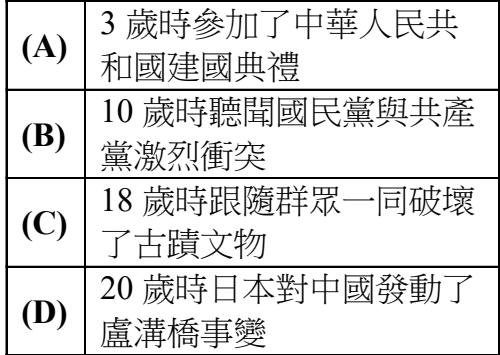 (A) 3 歲時參加了中華人民共
和國建國典禮
(B) 10 歲時聽聞國民黨與共產
黨激烈衝突
(C) 18 歲時跟隨群眾一同破壞
了古蹟文物
(D) 20 歲時日本對中國發動了
盧溝橋事變